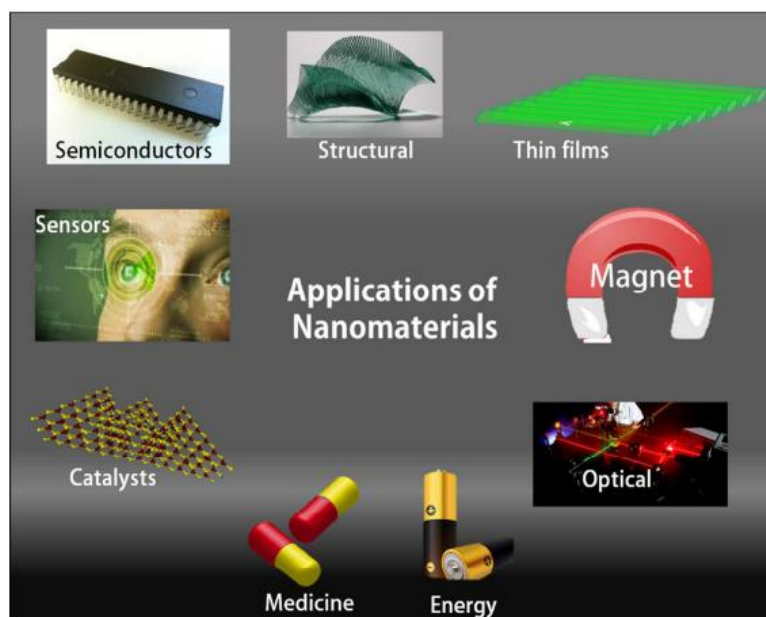 Semiconductors
Structural
Thin films
Sensors
Applications of
Nanomaterials
Magnet
Catalysts
Optical
Medicine
Energy